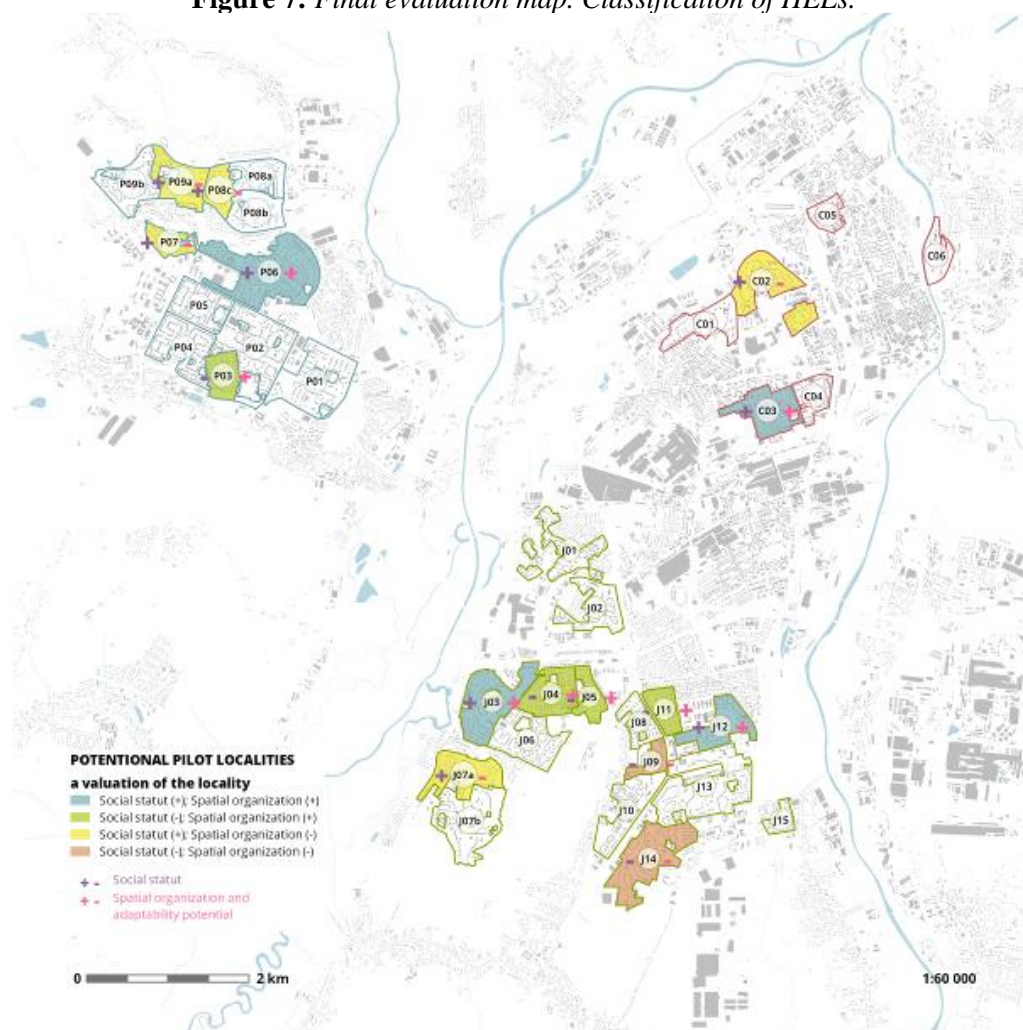 Figure 7. Final evaluation map. Classification of HELs.
P09b
P09a
P08c
P08a
P08b
P07
P06
P05
P04
P02
P03
P01
C05
C06
C02
C01
C03
C04
J01
J02
J03
J04
J05
J06
J08
J11
J12
J07a
J09
J13
J07b
J10
J15
J14
POTENTIAL PILOT LOCALITIES
a valuation of the locality
Social statut (+); Spatial organization (+)
Social statut (-); Spatial organization (+)
Social statut (+); Spatial organization (-)
Social statut (-); Spatial organization (-)
+ - Social statut
+ - Spatial organization and
adaptability potential
0 2 km
1:60 000